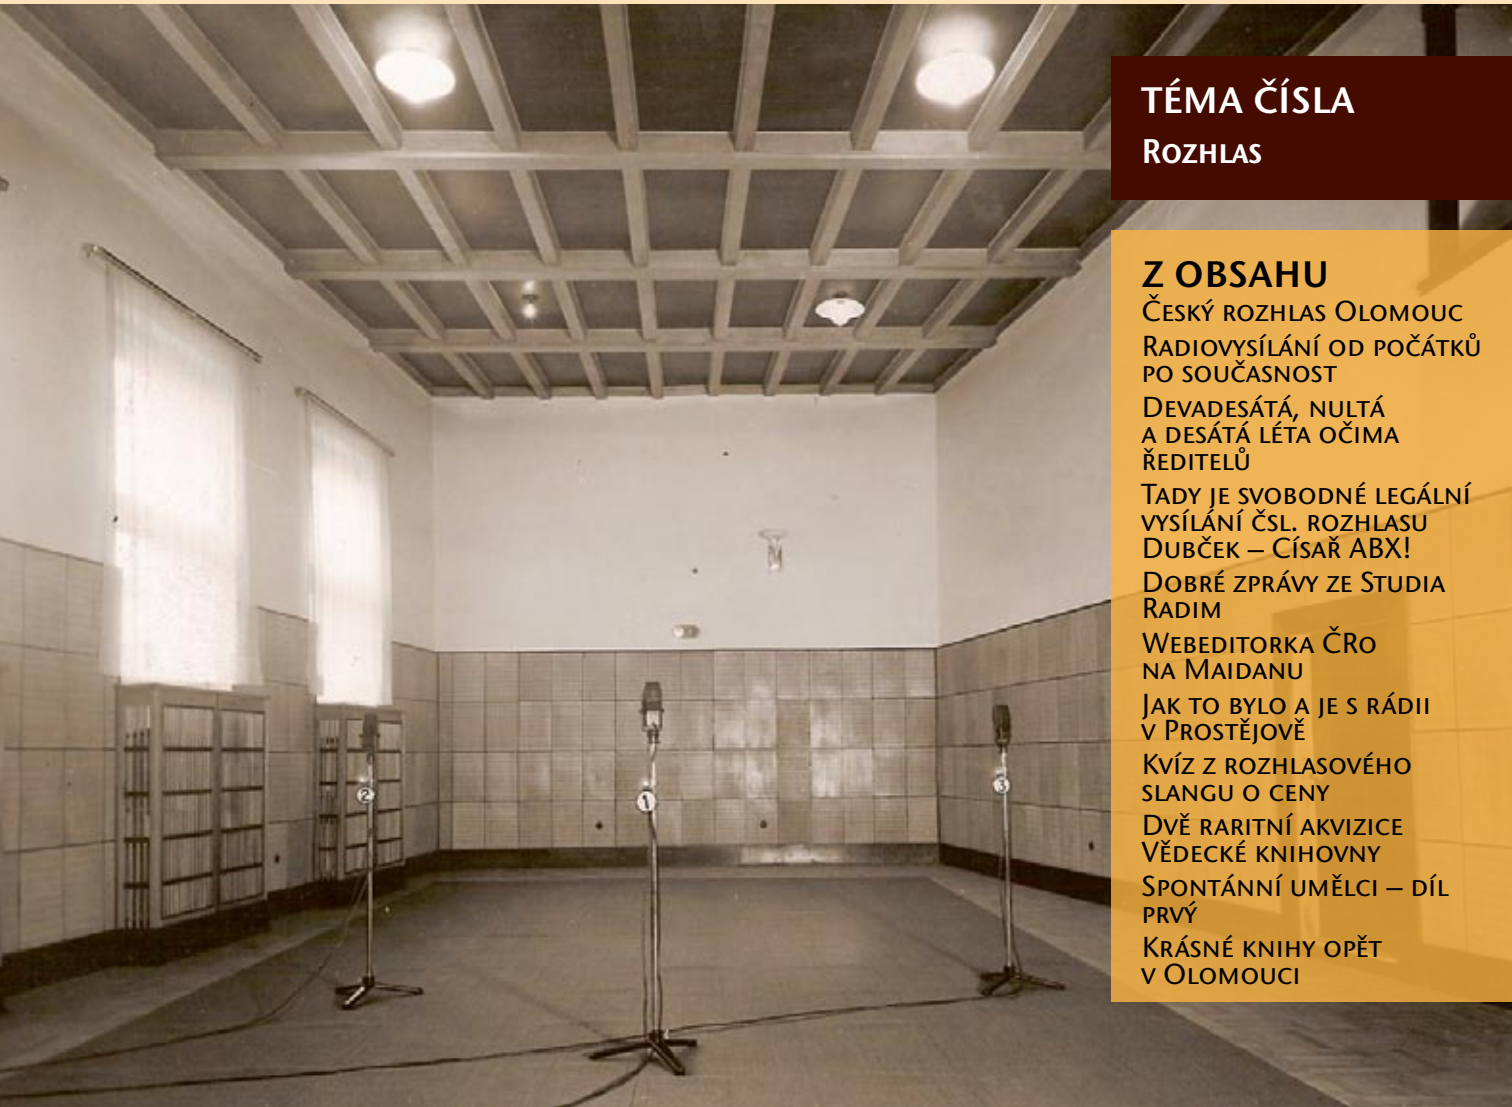 TÉMA ČÍSLA
Rozhlas
Z OBSAHU
Český rozhlas Olomouc
Radiovysílání od počátků
po současnost
Devadesátá, nultá
a desátá léta očima
ředitelů
Tady je svobodné legální
vysílání čsl. rozhlasu
Dubček – Císař ABX!
Dobré zprávy ze Studia
Radim
Webeditorka ČRo
na Maidanu
Jak to bylo a je s rádii
v Prostějově
Kvíz z rozhlasového
slangu o ceny
Dvě raritní akvizice
Vědecké knihovny
Spontánní umělci – díl
prvý
Krásné knihy opět
v Olomouci
2
1
3